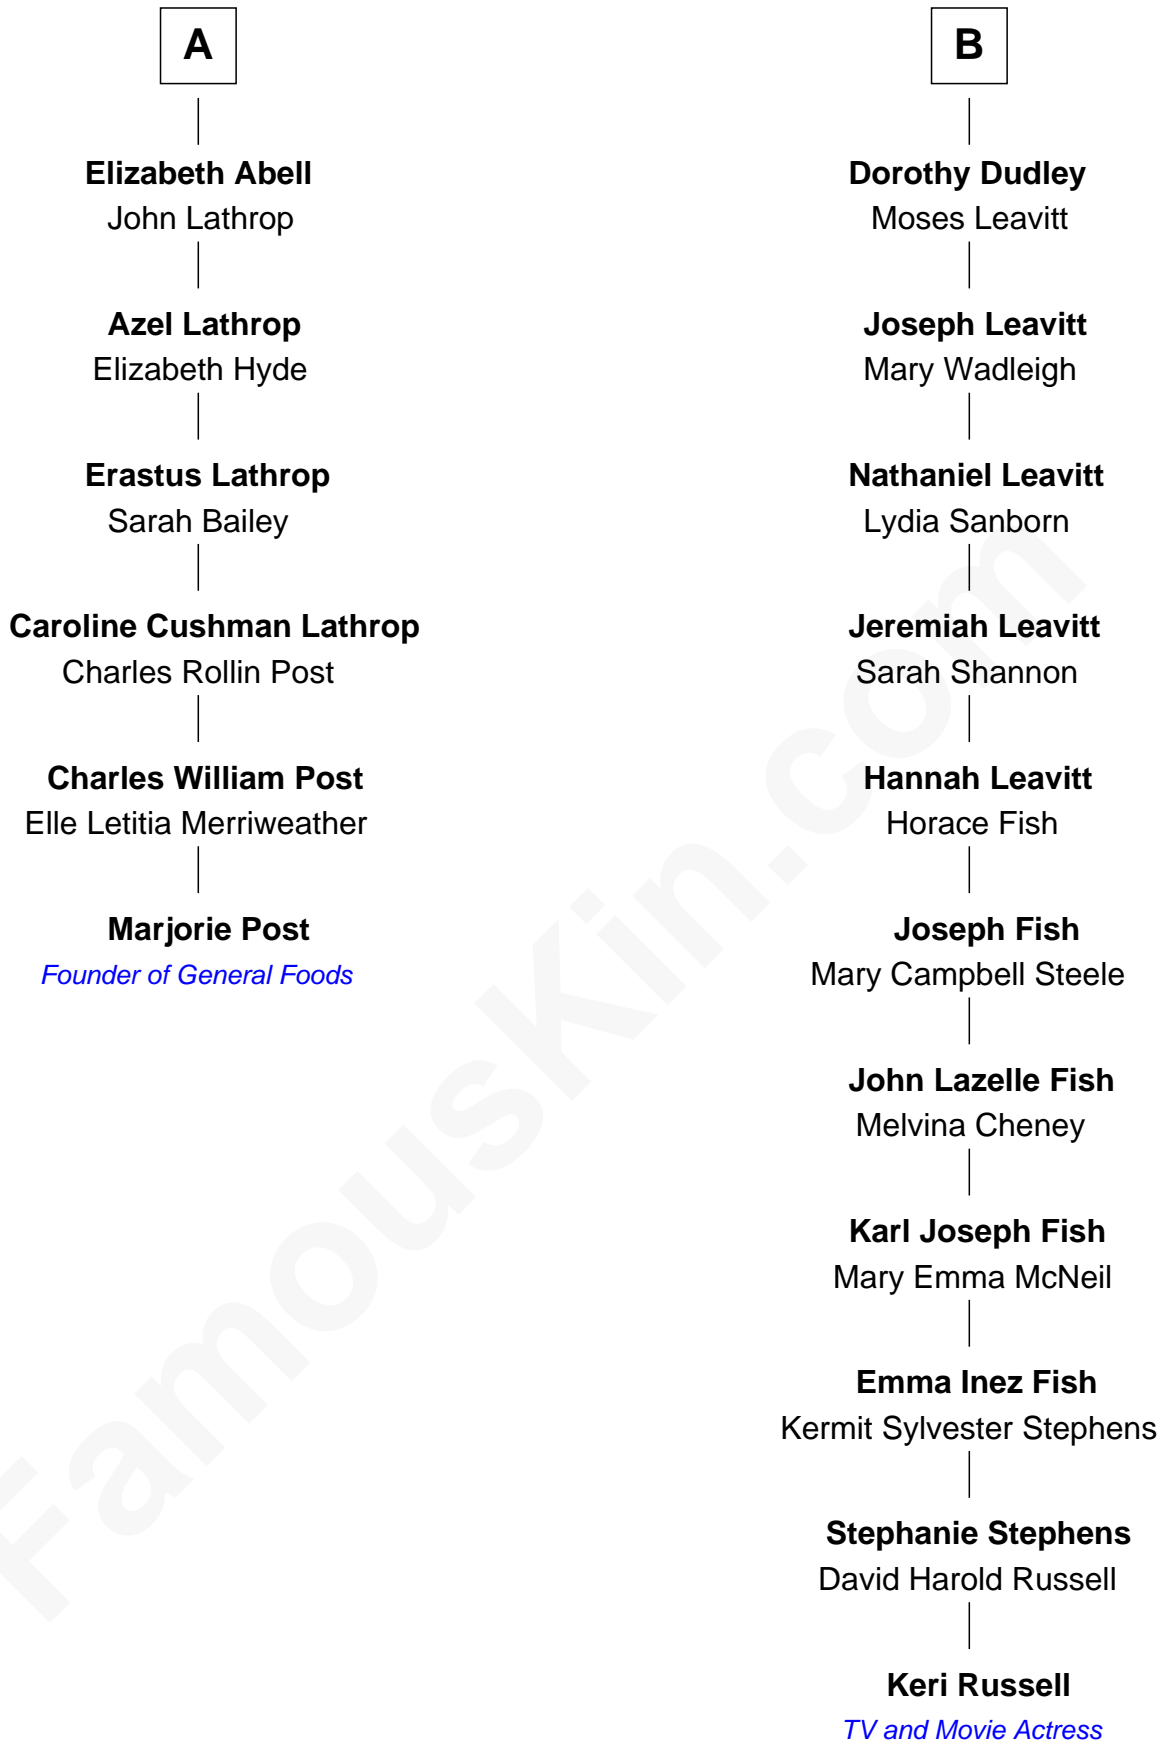 A
Elizabeth Abell
John Lathrop
Azel Lathrop
Elizabeth Hyde
Erastus Lathrop
Sarah Bailey
Caroline Cushman Lathrop
Charles Rollin Post
Charles William Post
Elle Letitia Merriweather
Marjorie Post
Founder of General Foods
B
Dorothy Dudley
Moses Leavitt
Joseph Leavitt
Mary Wadleigh
Nathaniel Leavitt
Lydia Sanborn
Jeremiah Leavitt
Sarah Shannon
Hannah Leavitt
Horace Fish
Joseph Fish
Mary Campbell Steele
John Lazelle Fish
Melvina Cheney
Karl Joseph Fish
Mary Emma McNeil
Emma Inez Fish
Kermit Sylvester Stephens
Stephanie Stephens
David Harold Russell
Keri Russell
TV and Movie Actress
FamousKin.com